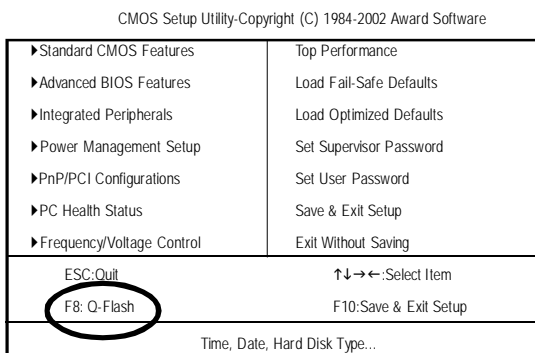 CMOS Setup Utility-Copyright (C) 1984-2002 Award Software
▶Standard CMOS Features Top Performance
▶Advanced BIOS Features Load Fail-Safe Defaults
▶Integrated Peripherals Load Optimized Defaults
▶Power Management Setup Set Supervisor Password
▶PnP/PCI Configurations Set User Password
▶PC Health Status Save & Exit Setup
▶Frequency/Voltage Control Exit Without Saving
ESC:Quit ↑↓→←:Select Item
F8: Q-Flash F10:Save & Exit Setup
Time, Date, Hard Disk Type...